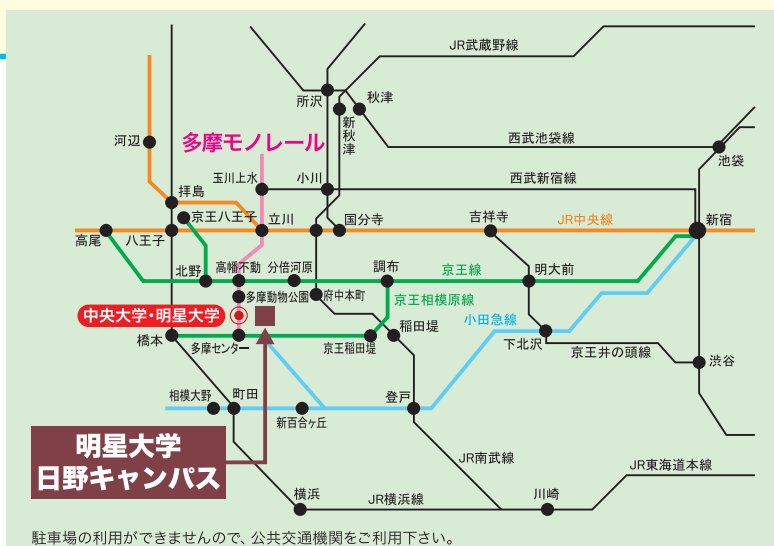 JR武蔵野線
所沢
秋津
新秋津
河辺
多摩モノレール
西武池袋線
池袋
玉川上水
小川
西武新宿線
拝島
京王八王子
立川
国分寺
吉祥寺
JR中央線
新宿
高尾
八王子
北野
高幡不動
分倍河原
調布
京王線
明大前
多摩動物公園
府中本町
京王相模原線
中央大学・明星大学
小田急線
稲田堤
橋本
多摩センター
京王稲田堤
下北沢
京王井の頭線
渋谷
相模大野
町田
新百合ヶ丘
登戸
明星大学
日野キャンパス
JR南武線
JR東海道本線
横浜
JR横浜線
川崎
駐車場の利用ができませんので、公共交通機関をご利用下さい。